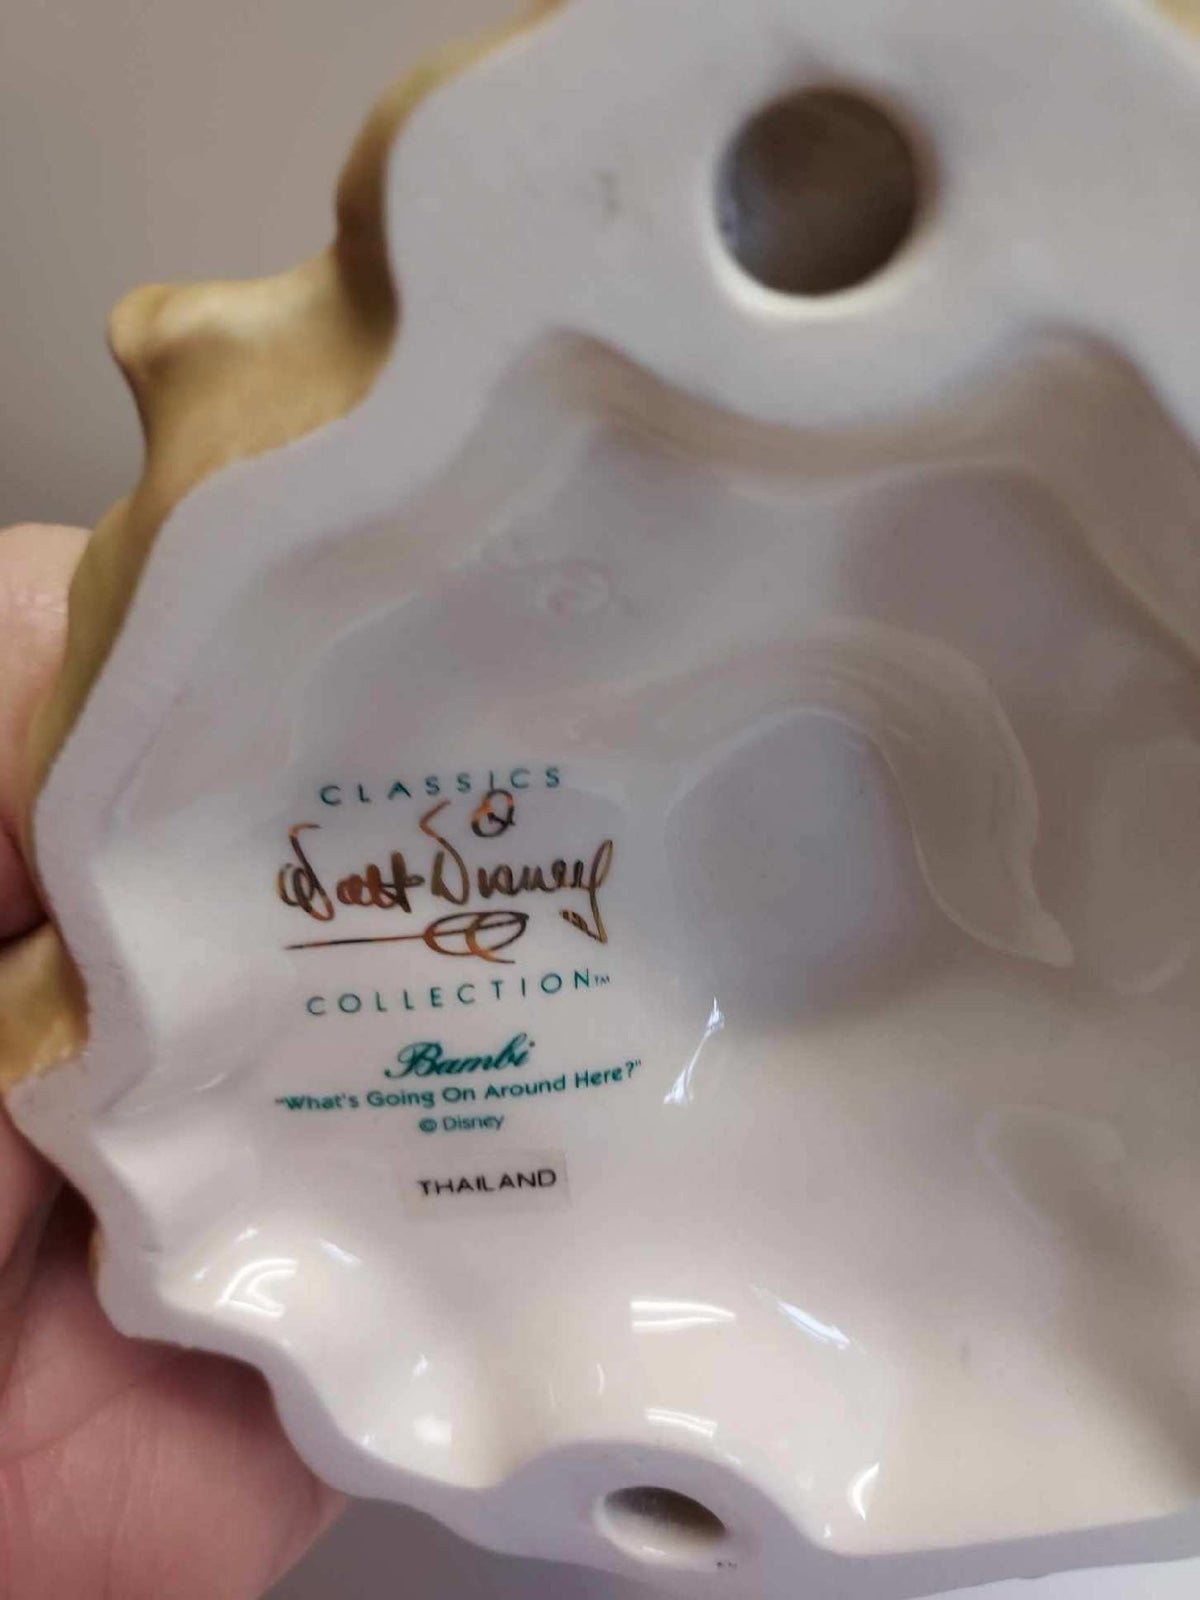 CLASSICS
Walt Disney
COLLECTION™
Bambi
"What's Going On Around Here?"
© Disney
THAILAND